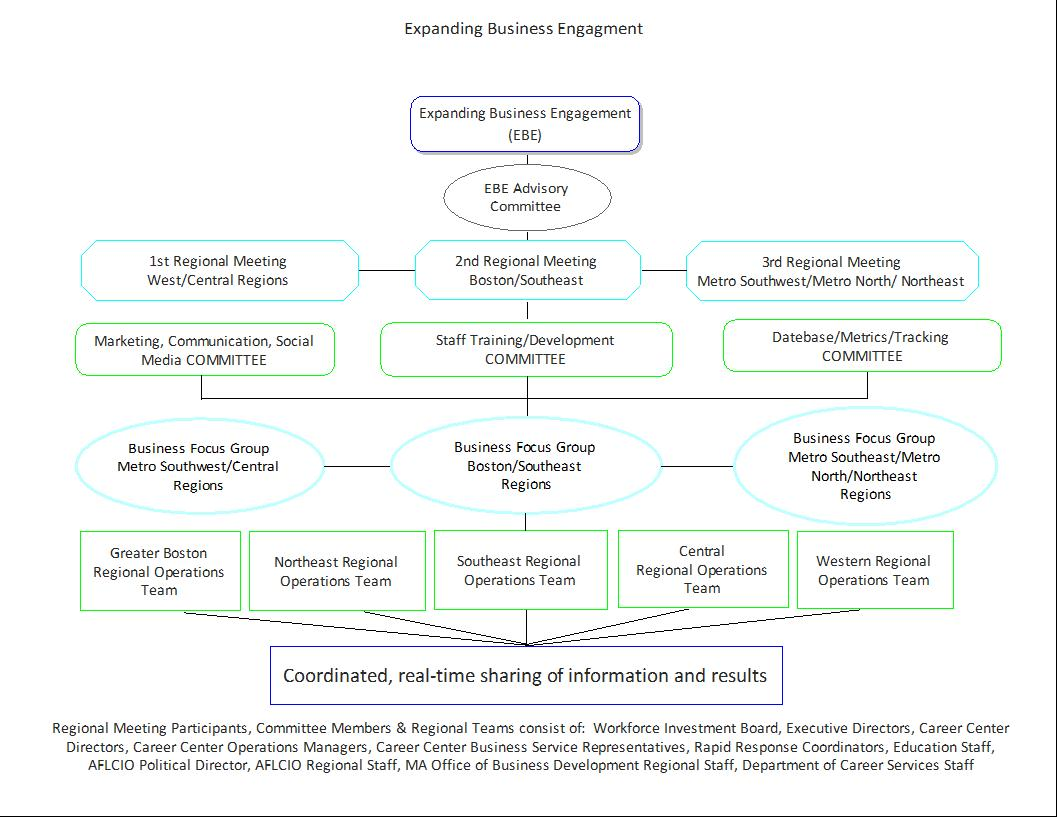 Expanding Business Engagment
Expanding Business Engagement
(EBE)
EBE Advisory
Committee
1st Regional Meeting
West/Central Regions
2nd Regional Meeting
Boston/Southeast
3rd Regional Meeting
Metro Southwest/Metro North/ Northeast
Marketing, Communication, Social
Media COMMITTEE
Staff Training/Development
COMMITTEE
Datebase/Metrics/Tracking
COMMITTEE
Business Focus Group
Metro Southwest/Central
Regions
Business Focus Group
Boston/Southeast
Regions
Business Focus Group
Metro Southeast/Metro
North/Northeast
Regions
Greater Boston
Regional Operations
Team
Northeast Regional
Operations Team
Southeast Regional
Operations Team
Central
Regional Operations
Team
Western Regional
Operations Team
Coordinated, real-time sharing of information and results
Regional Meeting Participants, Committee Members & Regional Teams consist of:  Workforce Investment Board, Executive Directors, Career Center
Directors, Career Center Operations Managers, Career Center Business Service Representatives, Rapid Response Coordinators, Education Staff,
AFLCIO Political Director, AFLCIO Regional Staff, MA Office of Business Development Regional Staff, Department of Career Services Staff